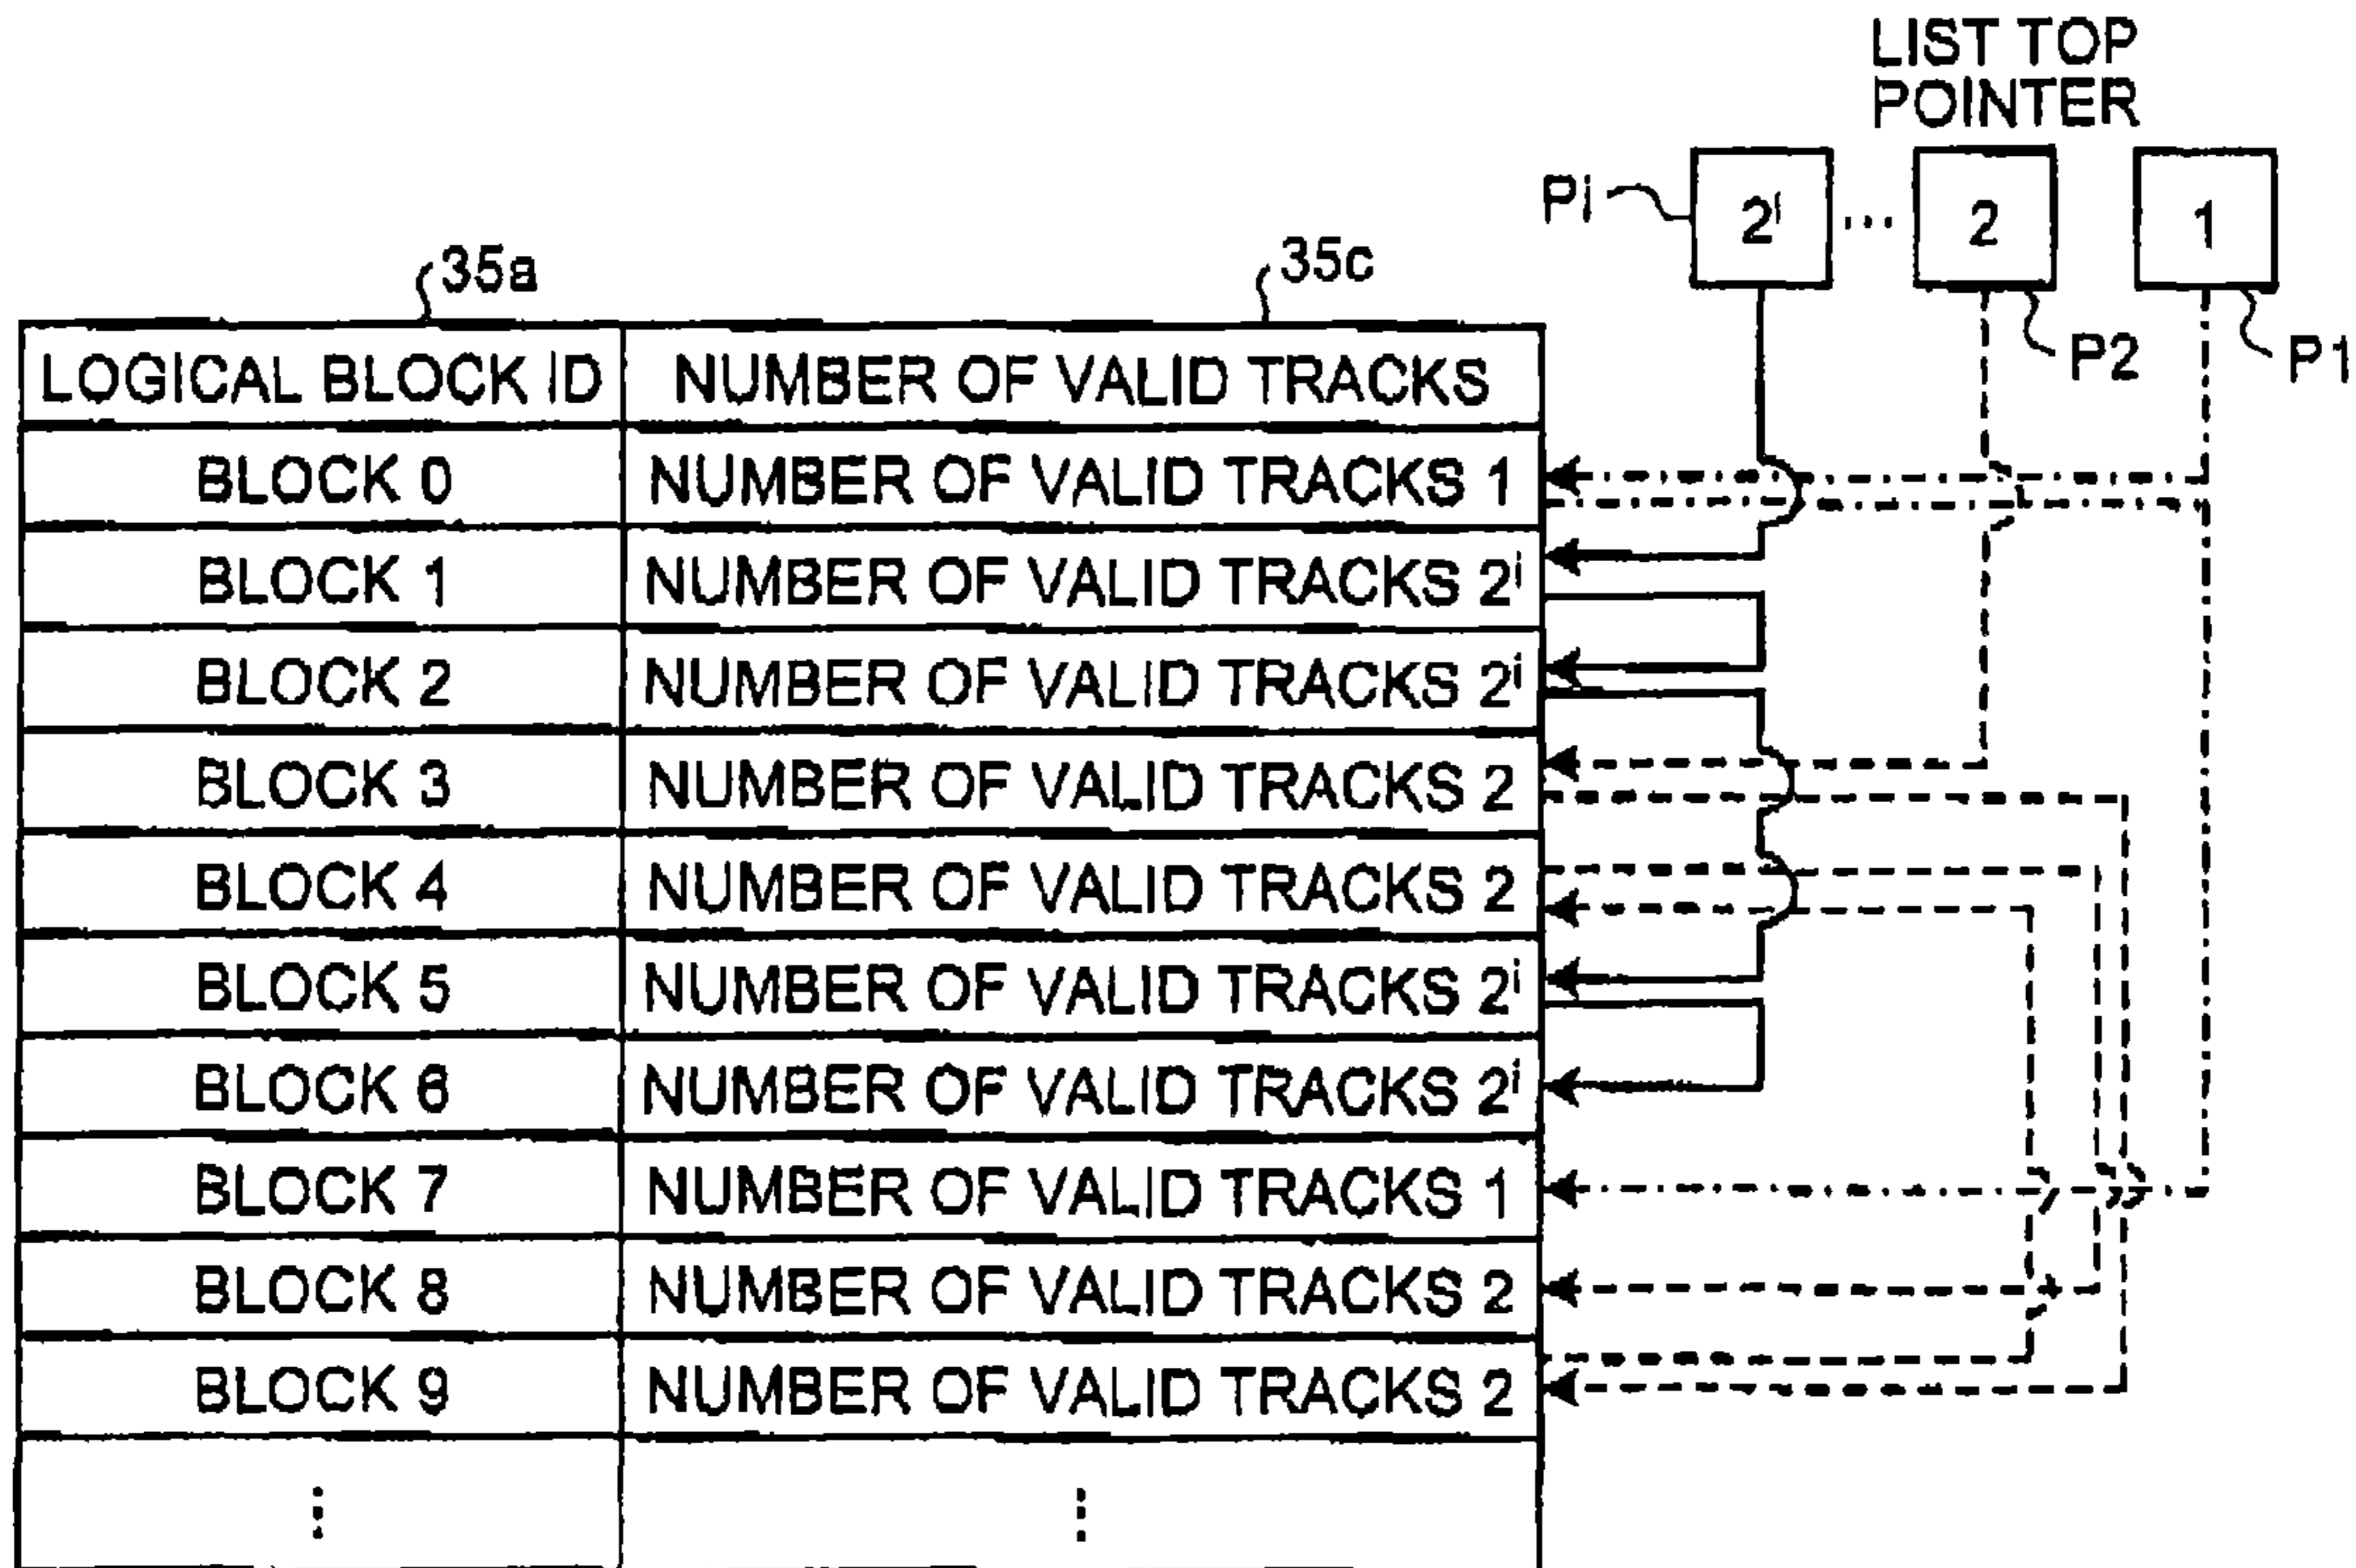 LIST TOP
POINTER
Pi 2ⁱ ... 2 1
35a 35c
P2 P1
LOGICAL BLOCK ID NUMBER OF VALID TRACKS
BLOCK 0 NUMBER OF VALID TRACKS 1
BLOCK 1 NUMBER OF VALID TRACKS 2ⁱ
BLOCK 2 NUMBER OF VALID TRACKS 2ⁱ
BLOCK 3 NUMBER OF VALID TRACKS 2
BLOCK 4 NUMBER OF VALID TRACKS 2
BLOCK 5 NUMBER OF VALID TRACKS 2ⁱ
BLOCK 6 NUMBER OF VALID TRACKS 2ⁱ
BLOCK 7 NUMBER OF VALID TRACKS 1
BLOCK 8 NUMBER OF VALID TRACKS 2
BLOCK 9 NUMBER OF VALID TRACKS 2
⋮ ⋮